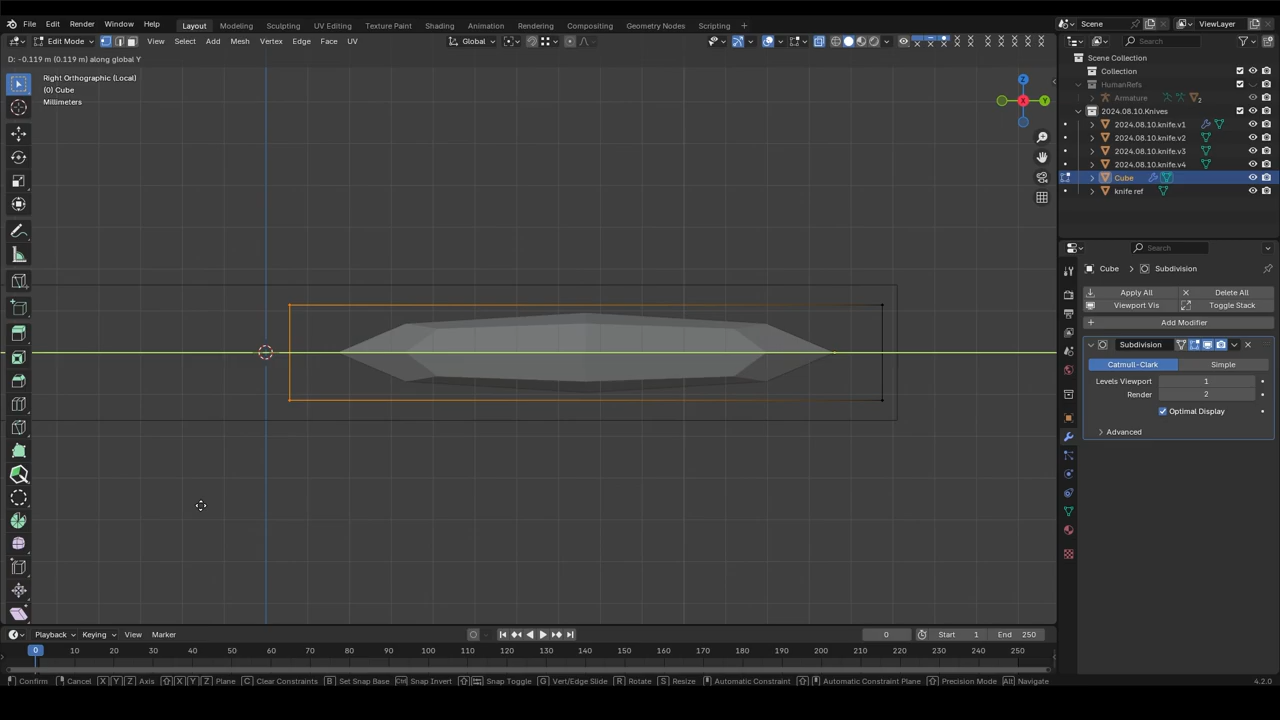 File Edit Render Window Help
Layout Modeling Sculpting UV Editing Texture Paint Shading Animation Rendering Compositing Geometry Nodes Scripting
Scene
ViewLayer
Edit Mode View Select Add Mesh Vertex Edge Face UV
Global
Search
D: -0.119 m (0.119 m) along global Y
Right Orthographic (Local)
(0) Cube
Millimeters
Z
Y
X
Scene Collection
Collection
HumanRefs
Armature 2
2024.08.10.Knives
2024.08.10.knife.v1
2024.08.10.knife.v2
2024.08.10.knife.v3
2024.08.10.knife.v4
Cube
knife ref
Search
Cube Subdivision
Apply All Delete All
Viewport Vis Toggle Stack
Add Modifier
Subdivision
Catmull-Clark Simple
Levels Viewport 1
Render 2
Optimal Display
Advanced
Playback Keying View Marker
0 Start 1 End 250
0 10 20 30 40 50 60 70 80 90 100 110 120 130 140 150 160 170 180 190 200 210 220 230 240 250
Confirm Cancel X Y Z Axis X Y Z Plane C Clear Constraints B Set Snap Base Ctrl Snap Invert Snap Toggle G Vert/Edge Slide R Rotate S Resize Automatic Constraint Automatic Constraint Plane Precision Mode Alt Navigate 4.2.0